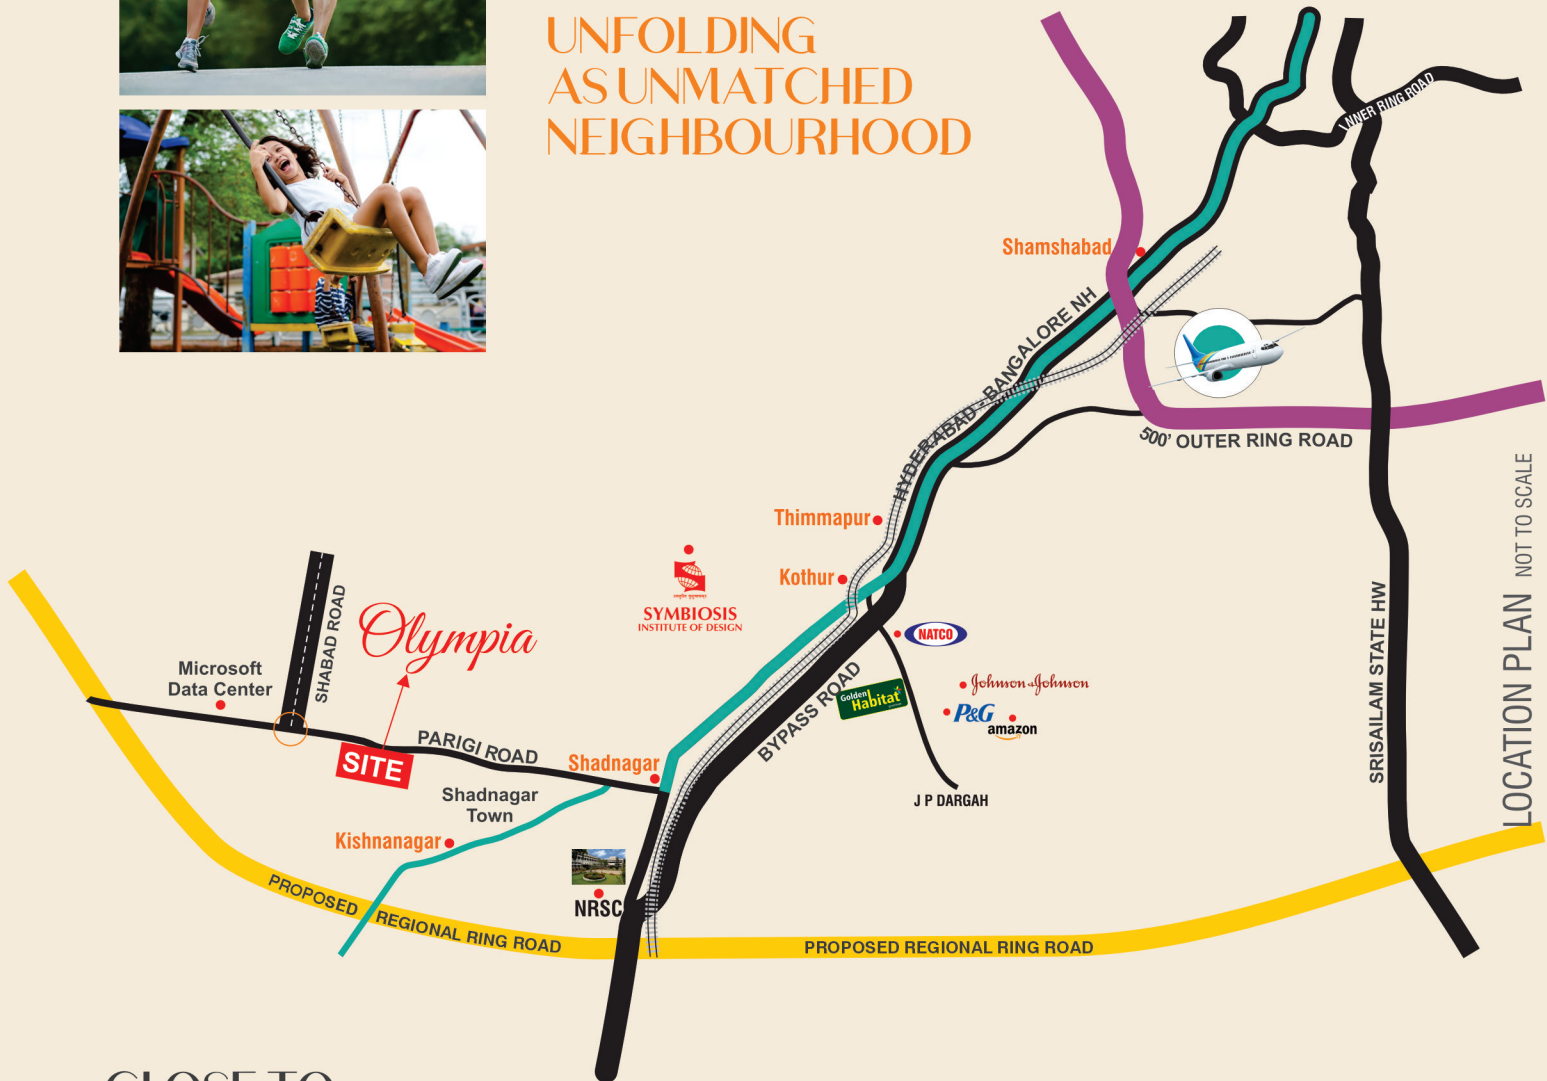 UNFOLDING
AS UNMATCHED
NEIGHBOURHOOD
INNER RING ROAD
Shamshabad
HYDERABAD - BANGALORE NH
500' OUTER RING ROAD
Thimmapur
Kothur
SYMBIOSIS
INSTITUTE OF DESIGN
NATCO
Johnson & Johnson
Golden
Habitat
P&G
amazon
BYPASS ROAD
J P DARGAH
SRISAILAM STATE HW
LOCATION PLAN NOT TO SCALE
SHABAD ROAD
Olympia
Microsoft
Data Center
PARIGI ROAD
SITE
Shadnagar
Shadnagar
Town
Kishnanagar
NRSC
PROPOSED REGIONAL RING ROAD
PROPOSED REGIONAL RING ROAD
CLOSE TO